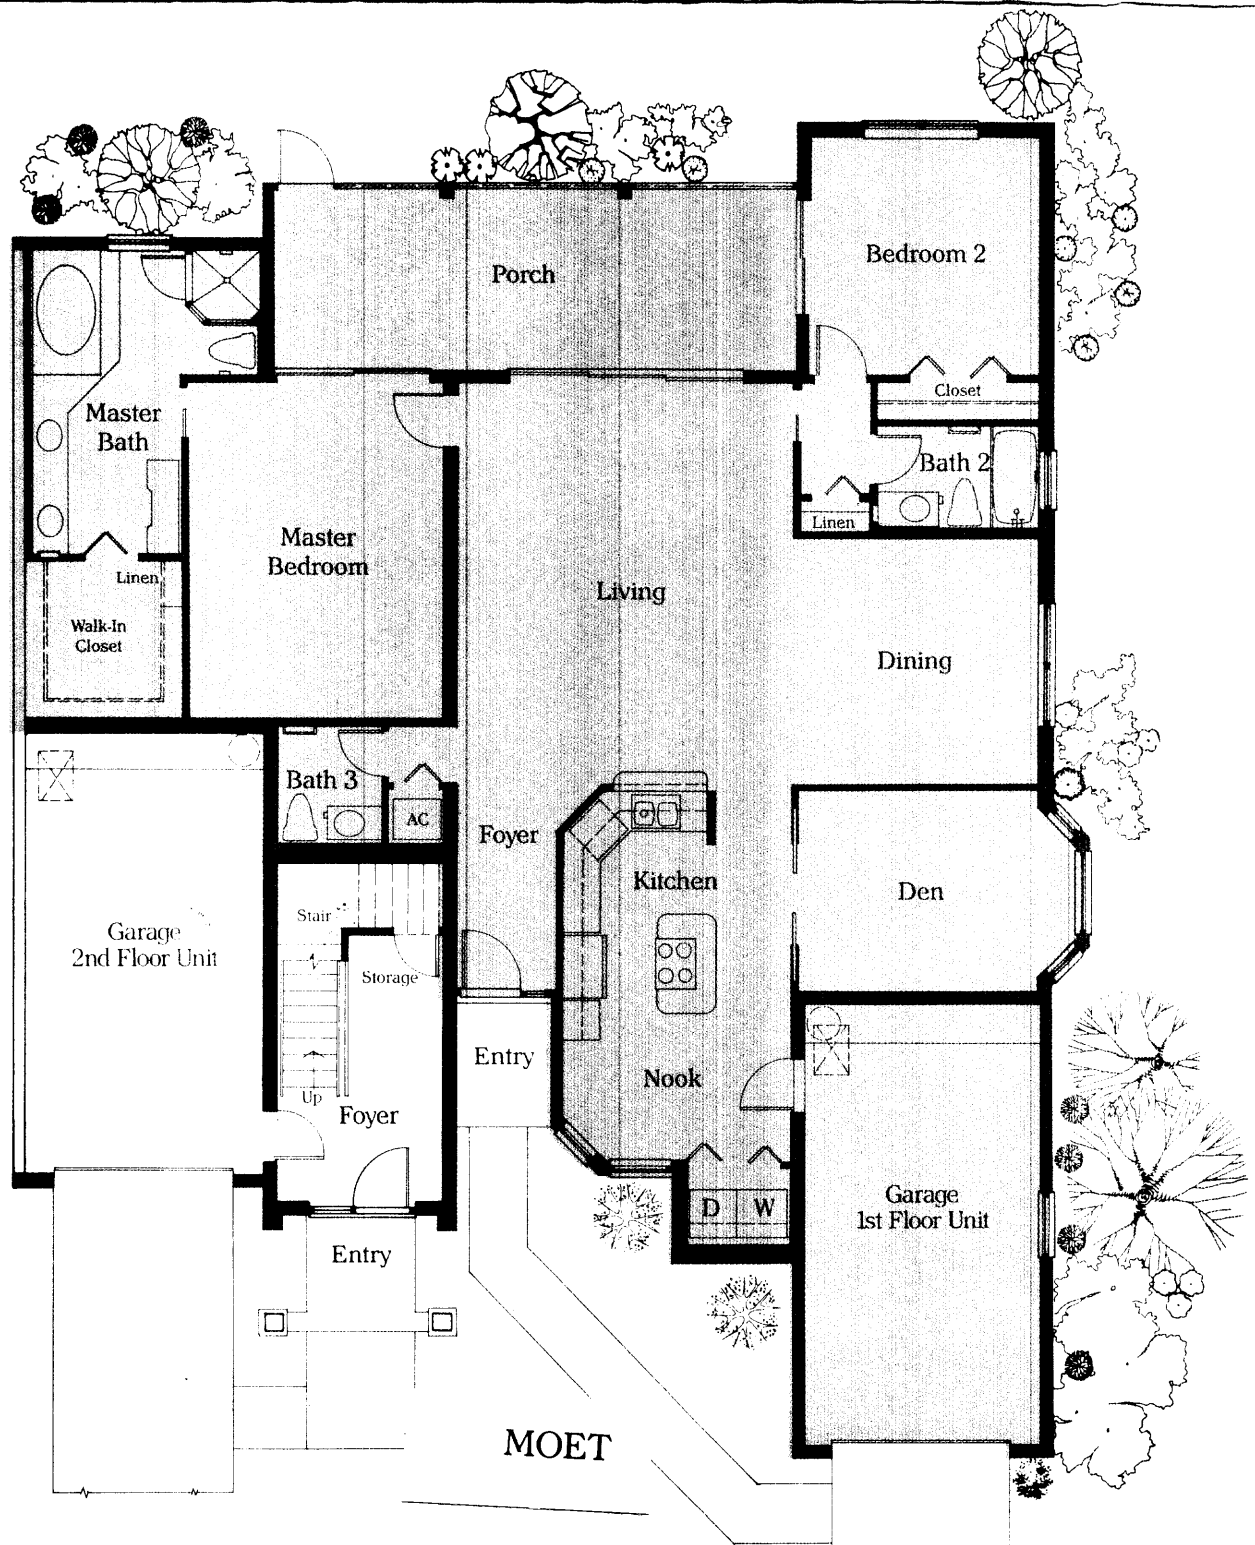 Bedroom 2
Porch
Closet
Master
Bath
Bath 2
Linen
Master
Bedroom
Linen
Living
Walk-In
Closet
Dining
Bath 3
AC
Foyer
Kitchen
Den
Stair
Garage
2nd Floor Unit
Storage
Entry
Nook
Up
Foyer
D W
Garage
1st Floor Unit
Entry
MOET